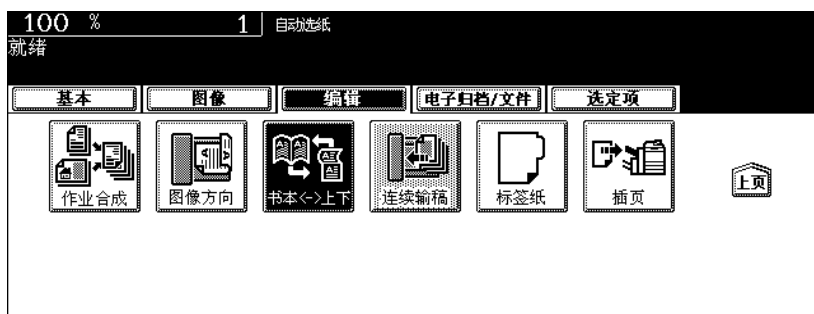 100 % 1 自动选纸
就绪
基本 图像 编辑 电子归档/文件 选定项
作业合成 图像方向 书本<->上下 连续输稿 标签纸 插页 上页